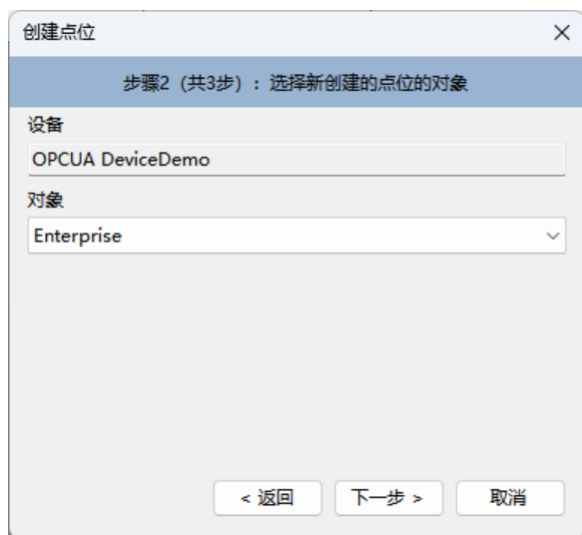 创建点位
步骤2（共3步）：选择新创建的点位的对象
设备
OPCUA DeviceDemo
对象
Enterprise
< 返回 下一步 > 取消